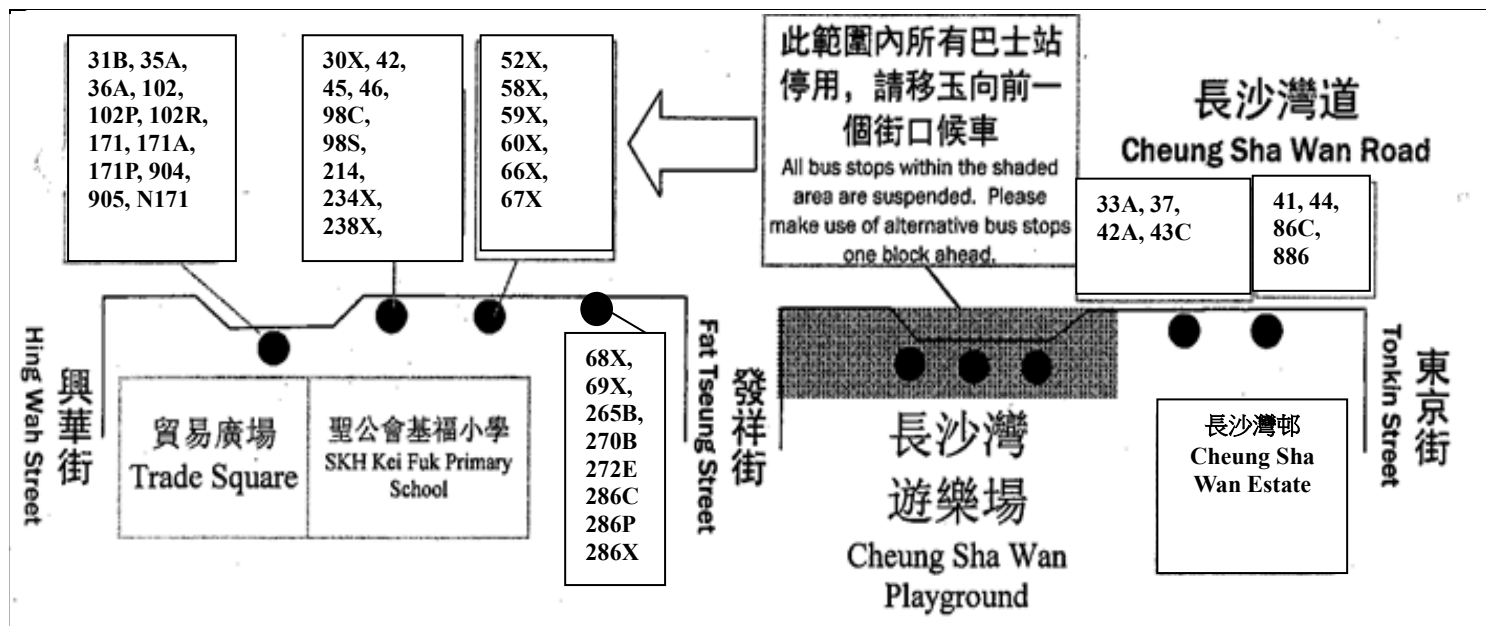 31B, 35A,
36A, 102,
102P, 102R,
171, 171A,
171P, 904,
905, N171
30X, 42,
45, 46,
98C,
98S,
214,
234X,
238X,
52X,
58X,
59X,
60X,
66X,
67X
此範圍內所有巴士站
停用，請移玉向前一
個街口候車
All bus stops within the shaded
area are suspended. Please
make use of alternative bus stops
one block ahead.
長沙灣道
Cheung Sha Wan Road
33A, 37,
42A, 43C
41, 44,
86C,
886
Hing Wah Street
興華街
貿易廣場
Trade Square
聖公會基福小學
SKH Kei Fuk Primary
School
68X,
69X,
265B,
270B
272E
286C
286P
286X
Fat Tseung Street
發祥街
長沙灣
遊樂場
Cheung Sha Wan
Playground
長沙灣邨
Cheung Sha
Wan Estate
Tonkin Street
東京街